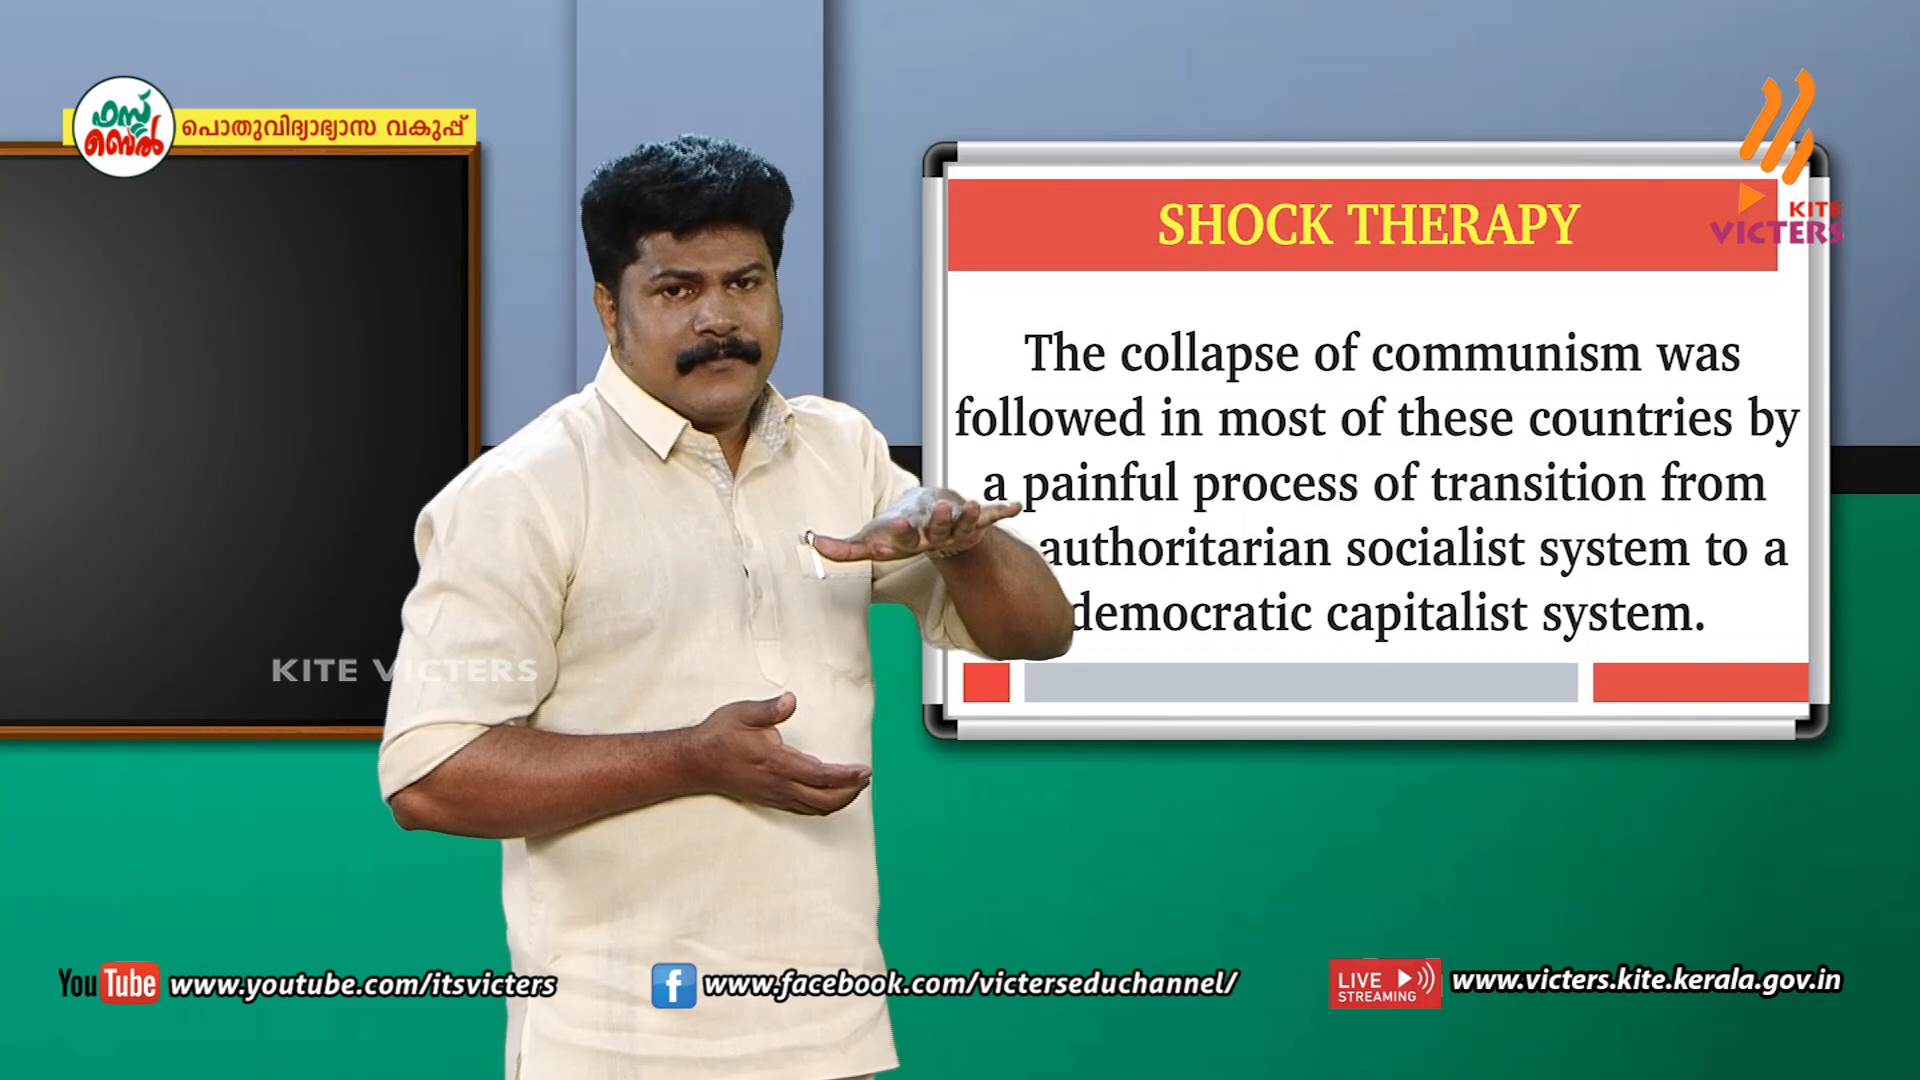 ഫസ്റ്റ്
ബെൽ
പൊതുവിദ്യാഭ്യാസ വകുപ്പ്
KITE
VICTERS
SHOCK THERAPY
The collapse of communism was
followed in most of these countries by
a painful process of transition from
authoritarian socialist system to a
democratic capitalist system.
KITE VICTERS
YouTube www.youtube.com/itsvicters
f www.facebook.com/victerseduchannel/
LIVE
STREAMING
www.victers.kite.kerala.gov.in